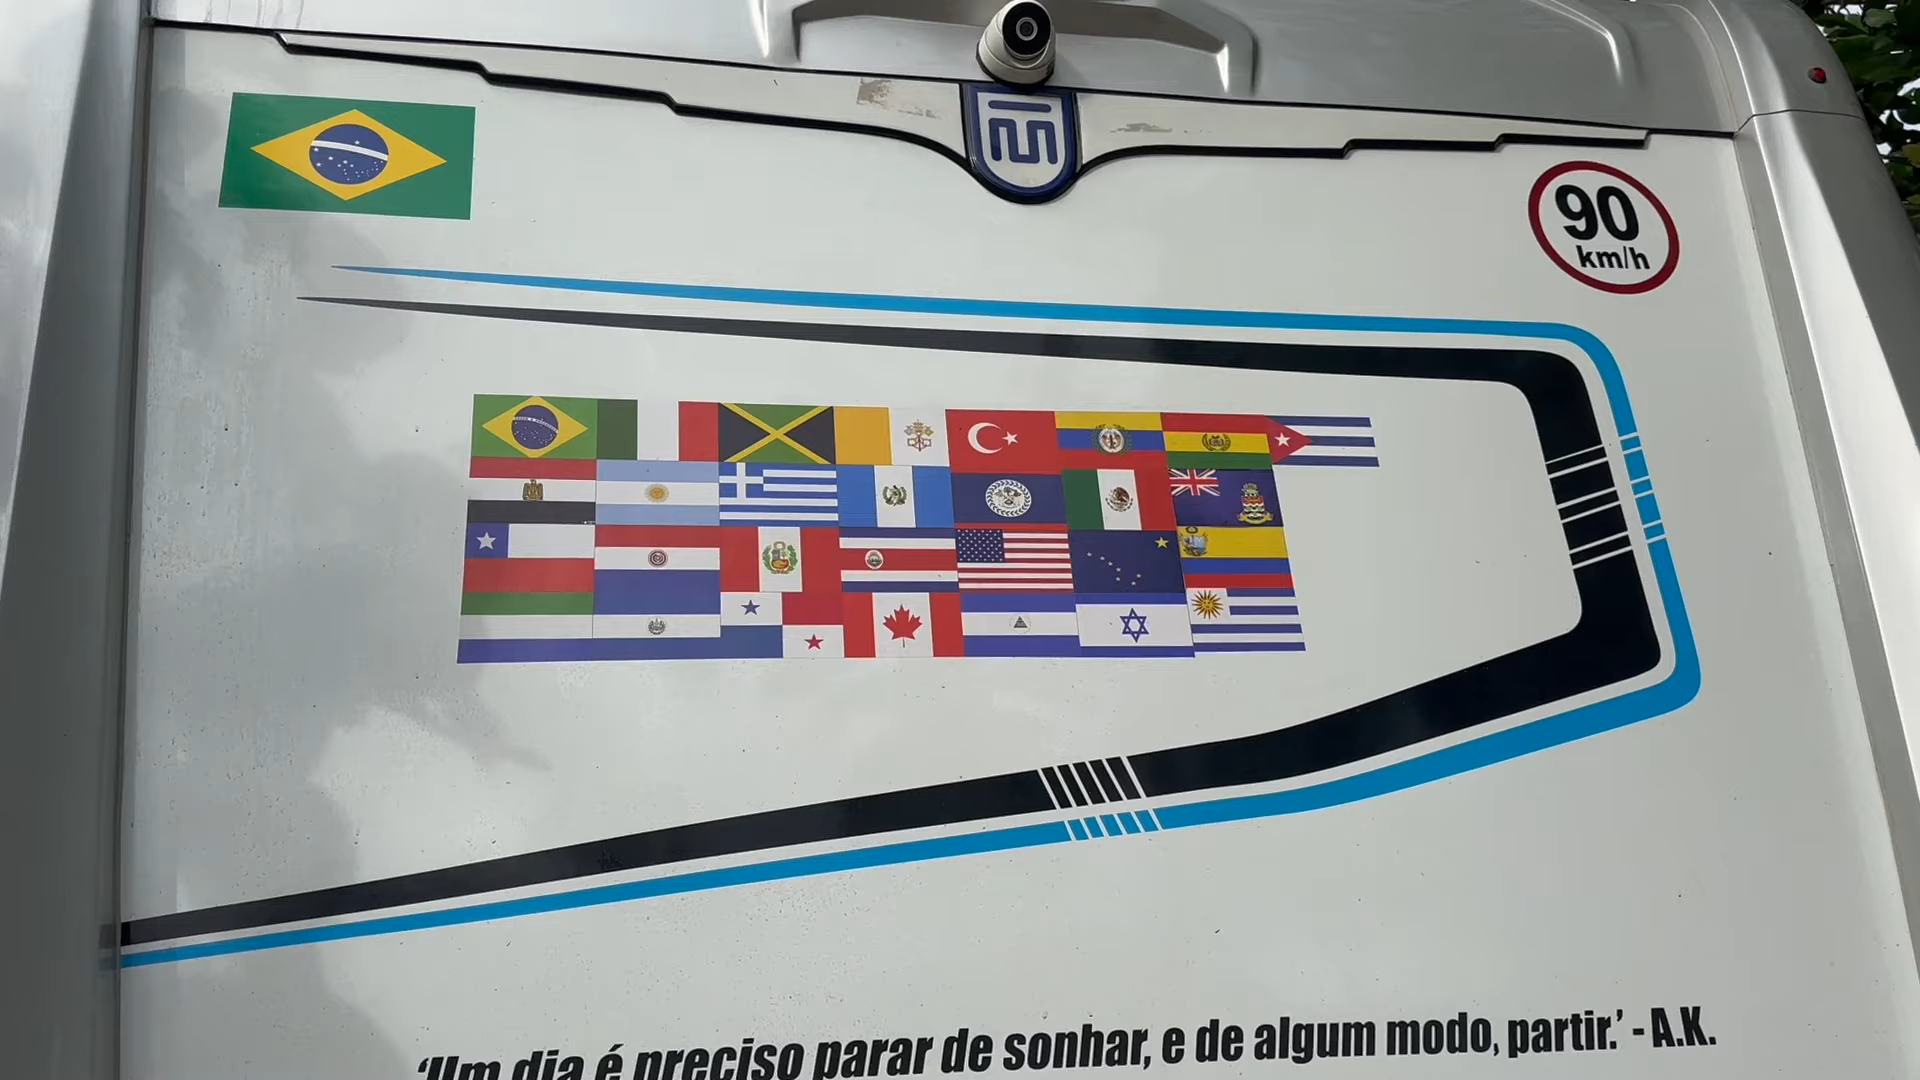 90
km/h
'Um dia é preciso parar de sonhar, e de algum modo, partir.' - A.K.